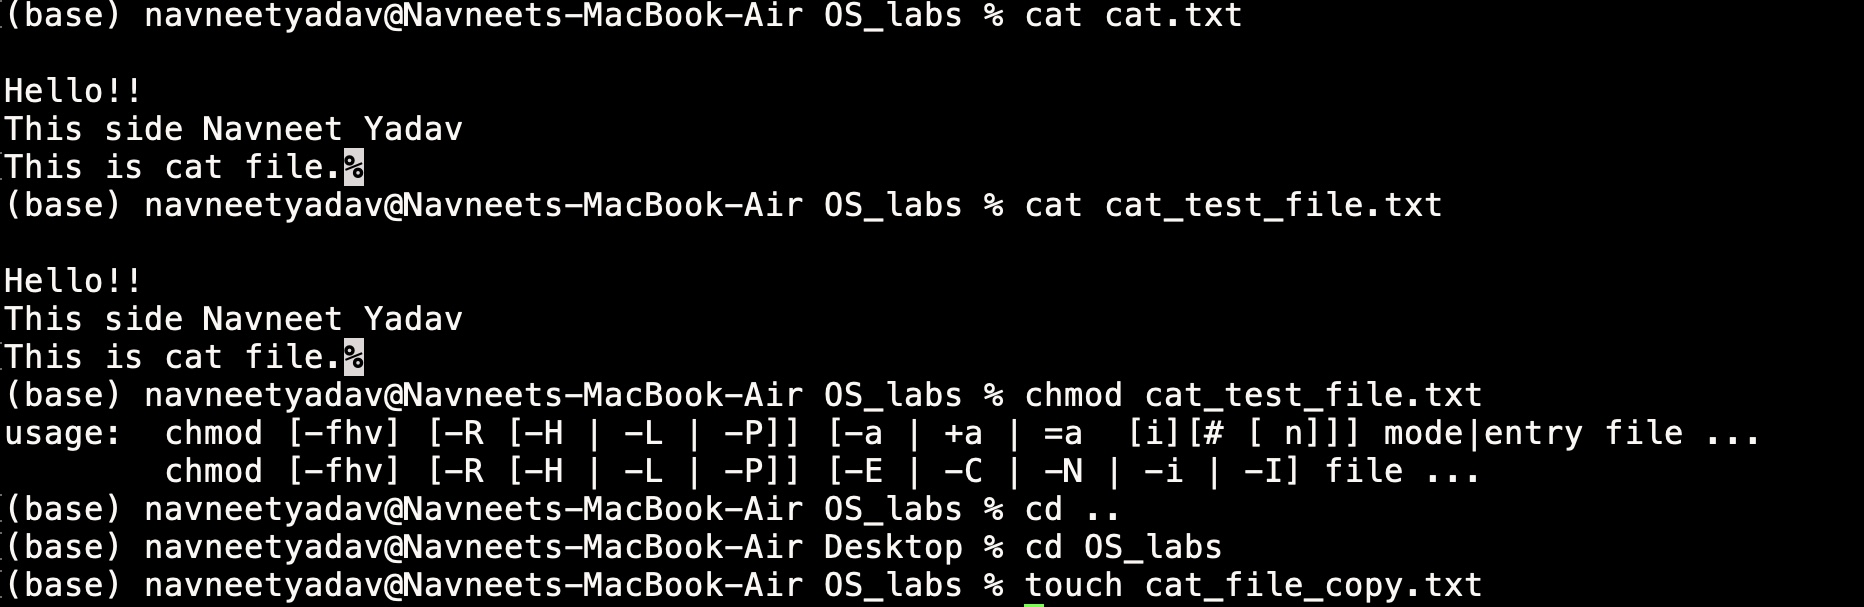 (base) navneetyadav@Navneets-MacBook-Air OS_labs % cat cat.txt
Hello!!
This side Navneet Yadav
This is cat file.%
(base) navneetyadav@Navneets-MacBook-Air OS_labs % cat cat_test_file.txt
Hello!!
This side Navneet Yadav
This is cat file.%
(base) navneetyadav@Navneets-MacBook-Air OS_labs % chmod cat_test_file.txt
usage:  chmod [-fhv] [-R [-H | -L | -P]] [-a | +a | =a  [i][# [ n]]] mode|entry file ...
        chmod [-fhv] [-R [-H | -L | -P]] [-E | -C | -N | -i | -I] file ...
(base) navneetyadav@Navneets-MacBook-Air OS_labs % cd ..
(base) navneetyadav@Navneets-MacBook-Air Desktop % cd OS_labs
(base) navneetyadav@Navneets-MacBook-Air OS_labs % touch cat_file_copy.txt